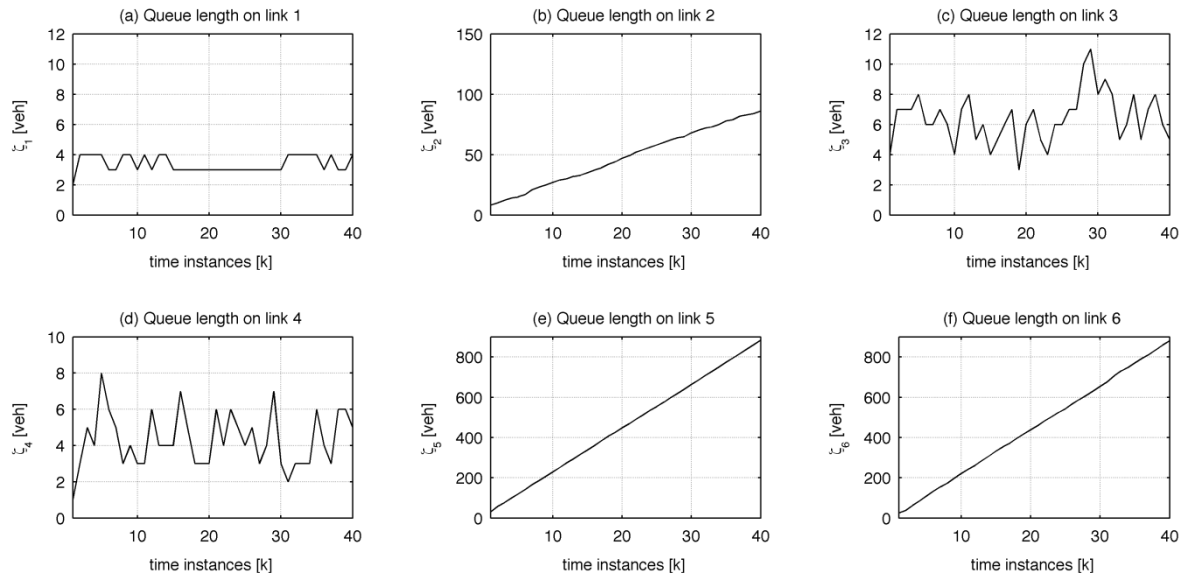 (a) Queue length on link 1
12
10
8
6
4
2
0
ζ1 [veh]
10 20 30 40
time instances [k]
(b) Queue length on link 2
150
100
50
0
ζ2 [veh]
10 20 30 40
time instances [k]
(c) Queue length on link 3
12
10
8
6
4
2
0
ζ3 [veh]
10 20 30 40
time instances [k]
(d) Queue length on link 4
10
8
6
4
2
0
ζ4 [veh]
10 20 30 40
time instances [k]
(e) Queue length on link 5
800
600
400
200
0
ζ5 [veh]
10 20 30 40
time instances [k]
(f) Queue length on link 6
800
600
400
200
0
ζ6 [veh]
10 20 30 40
time instances [k]